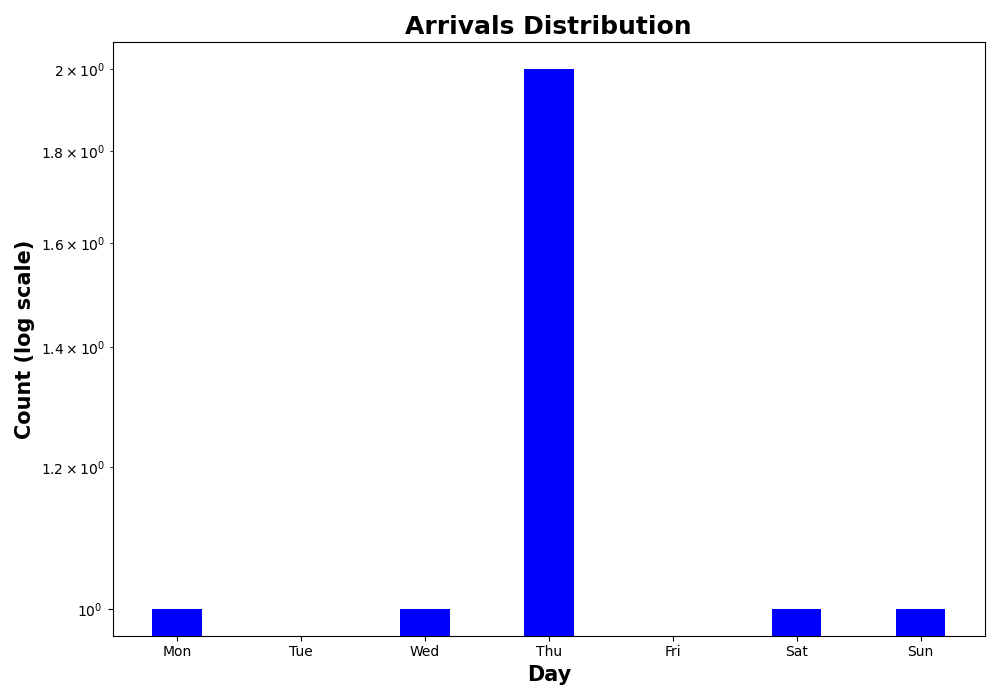 Arrivals Distribution
2 × 10⁰
1.8 × 10⁰
1.6 × 10⁰
1.4 × 10⁰
1.2 × 10⁰
10⁰
Count (log scale)
Mon Tue Wed Thu Fri Sat Sun
Day